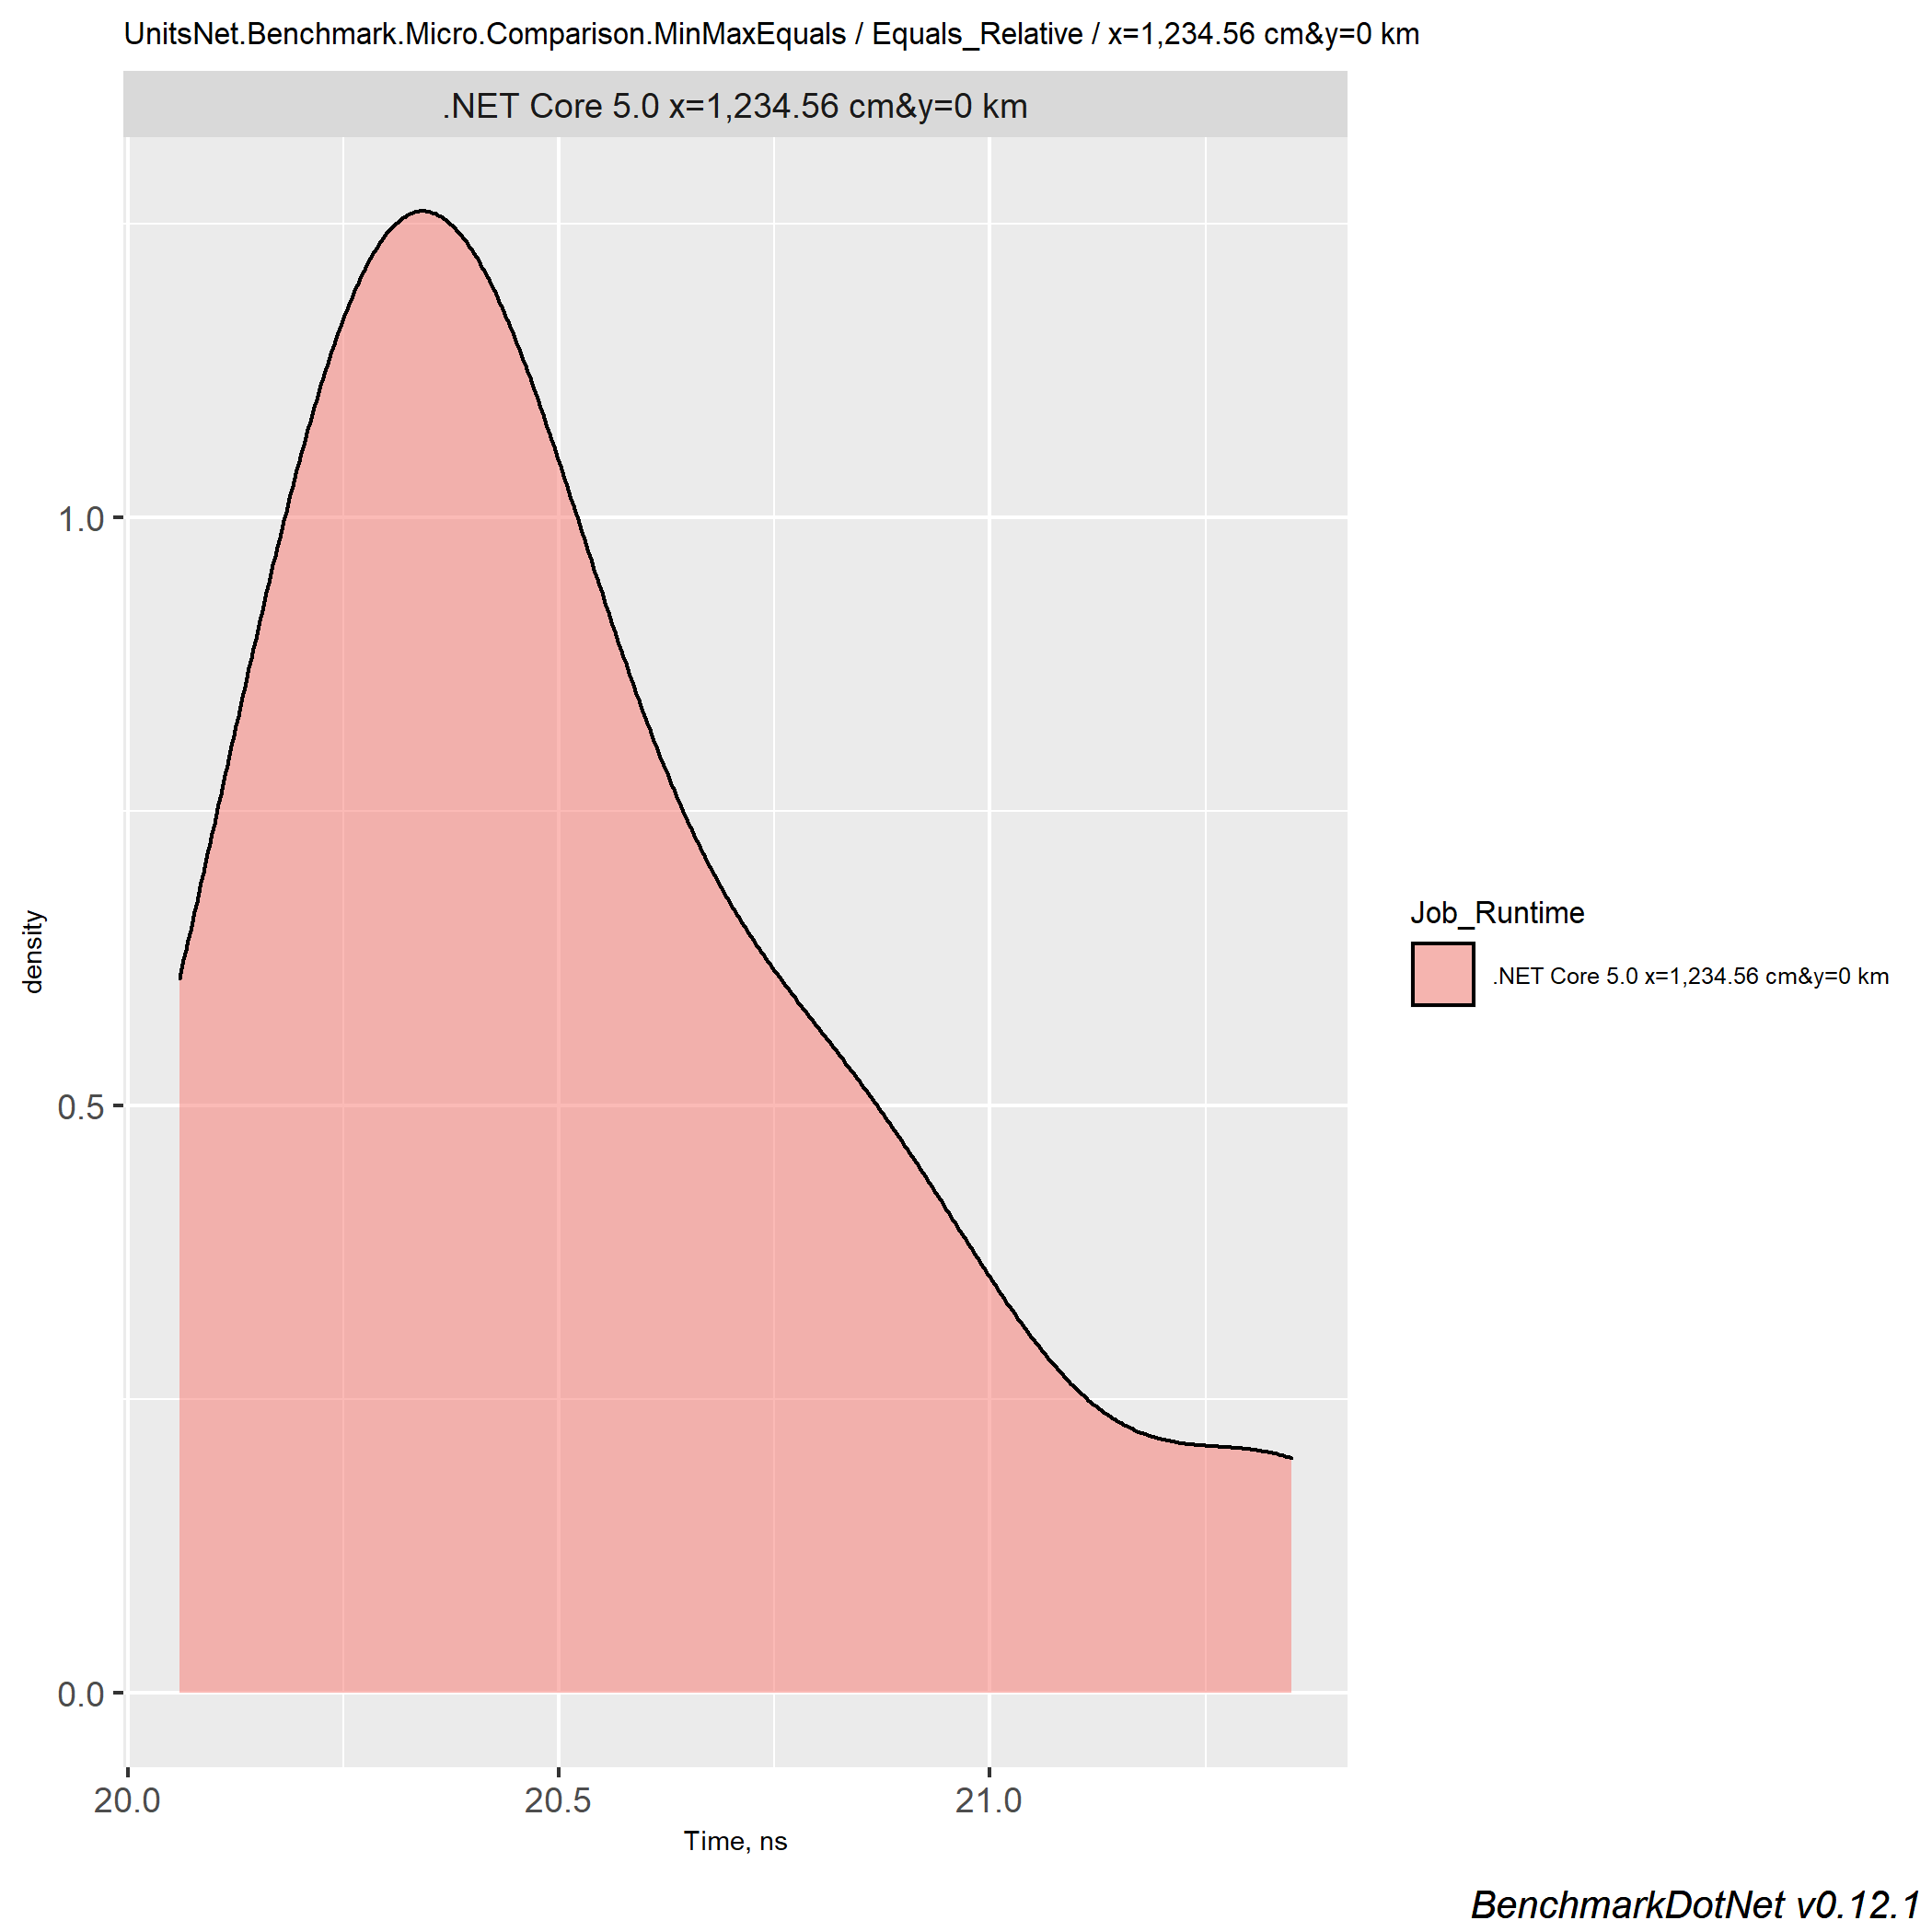 UnitsNet.Benchmark.Micro.Comparison.MinMaxEquals / Equals_Relative / x=1,234.56 cm&y=0 km
.NET Core 5.0 x=1,234.56 cm&y=0 km
density
1.0
0.5
0.0
20.0 20.5 21.0
Time, ns
Job_Runtime
.NET Core 5.0 x=1,234.56 cm&y=0 km
BenchmarkDotNet v0.12.1